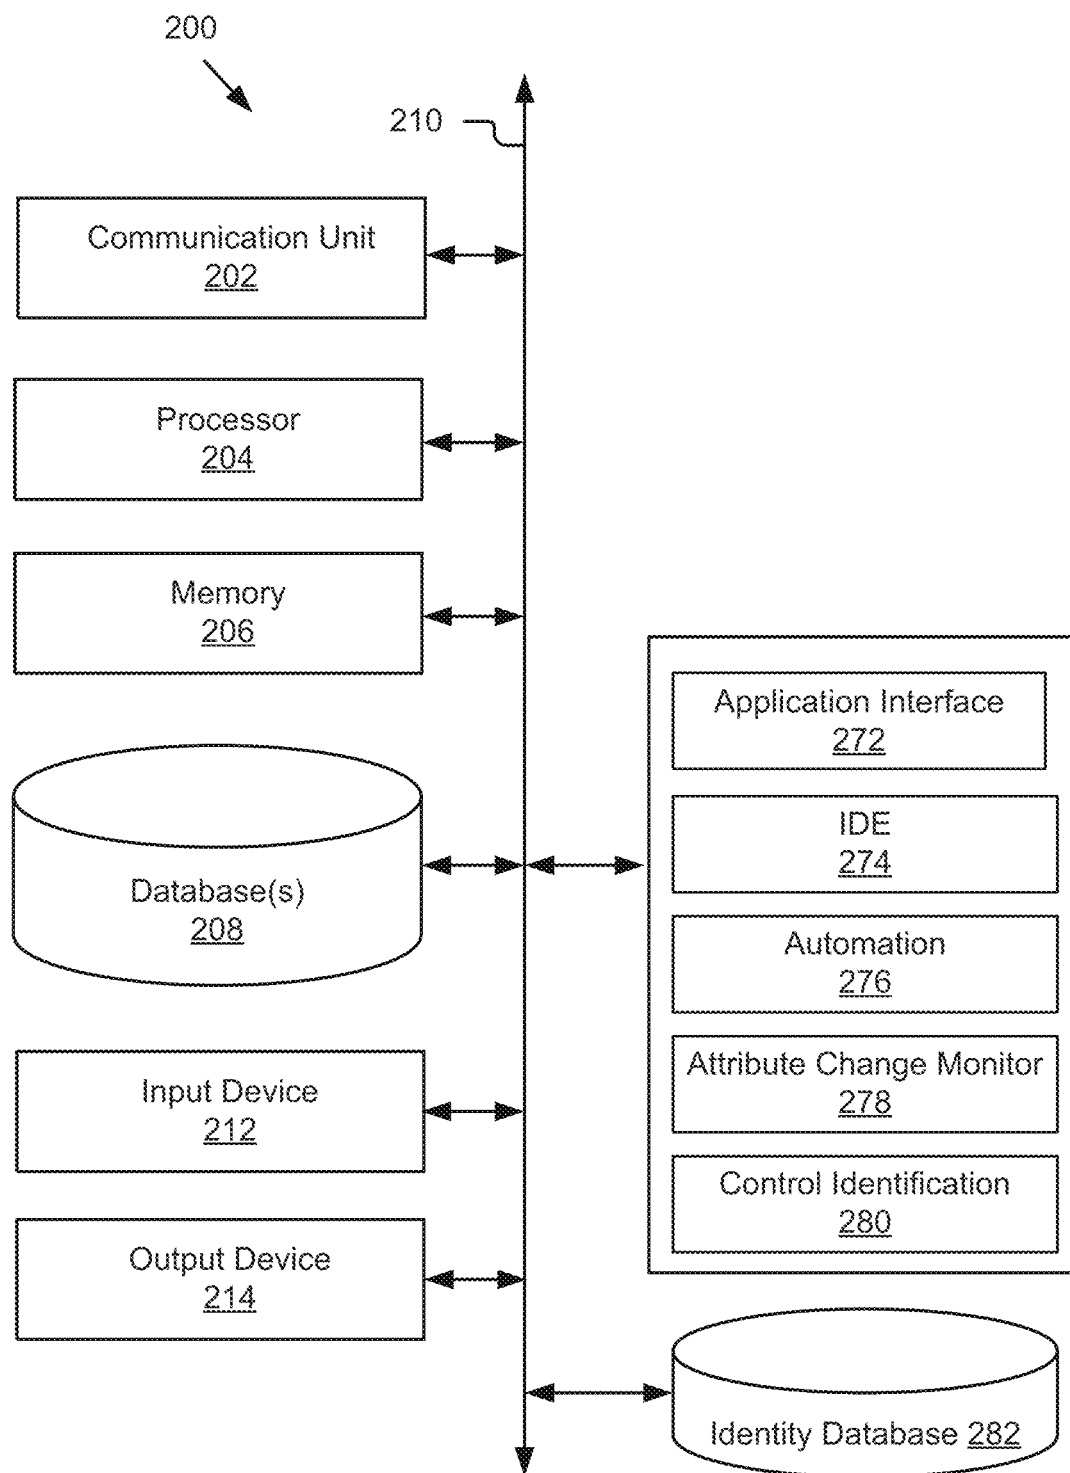 200
210
Communication Unit
202
Processor
204
Memory
206
Database(s)
208
Input Device
212
Output Device
214
Application Interface
272
IDE
274
Automation
276
Attribute Change Monitor
278
Control Identification
280
Identity Database 282